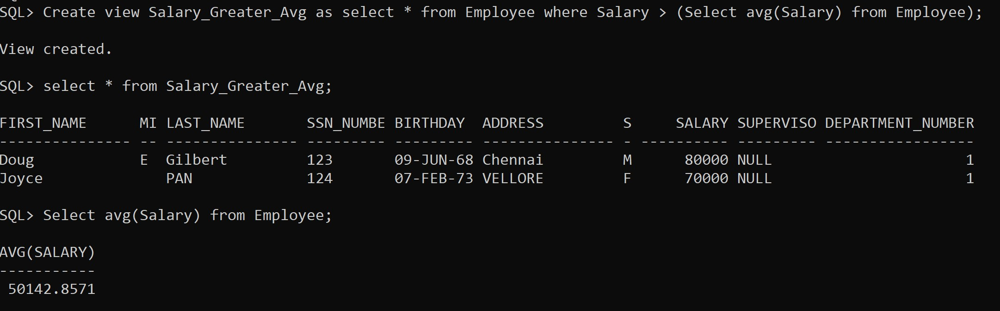 SQL> Create view Salary_Greater_Avg as select * from Employee where Salary > (Select avg(Salary) from Employee);
View created.
SQL> select * from Salary_Greater_Avg;
FIRST_NAME      MI LAST_NAME       SSN_NUMBE BIRTHDAY  ADDRESS         S     SALARY SUPERVISO DEPARTMENT_NUMBER
--------------- -- --------------- --------- --------- --------------- - ---------- --------- -----------------
Doug            E  Gilbert         123       09-JUN-68 Chennai         M      80000 NULL                      1
Joyce              PAN             124       07-FEB-73 VELLORE         F      70000 NULL                      1
SQL> Select avg(Salary) from Employee;
AVG(SALARY)
-----------
 50142.8571